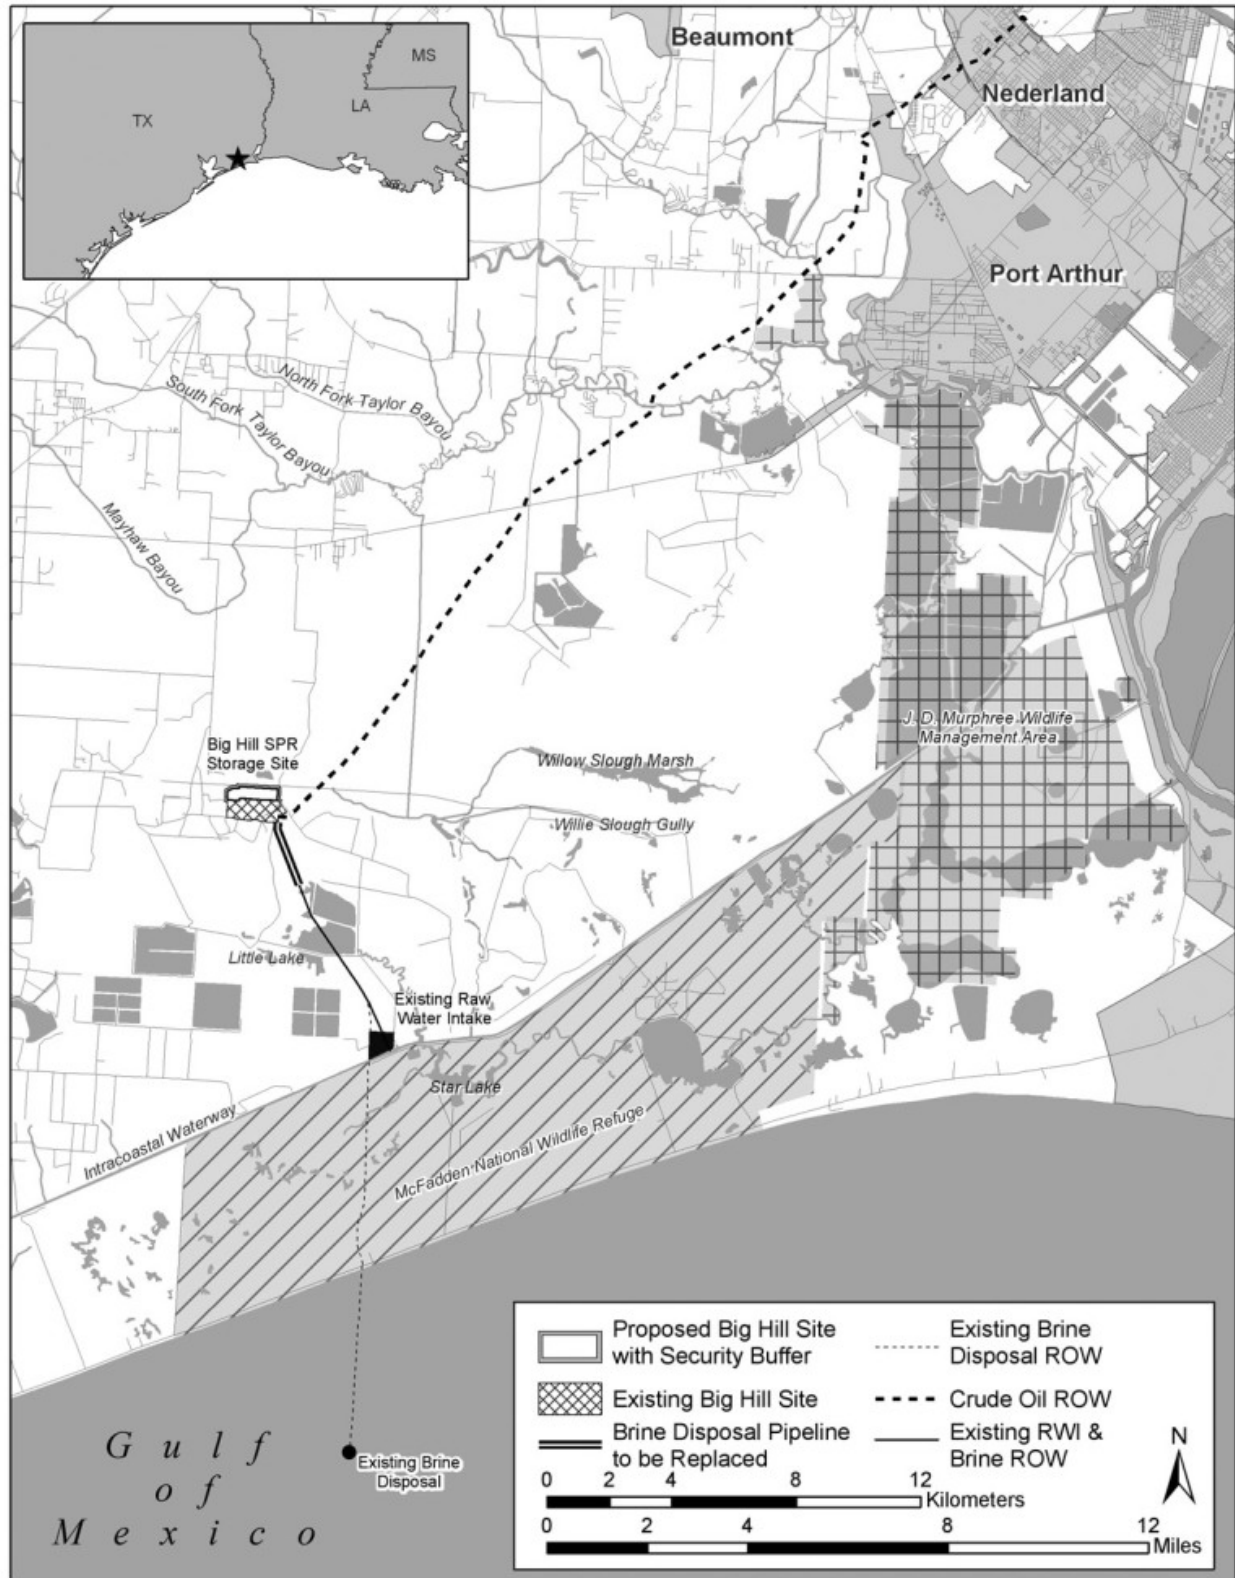 MS
LA
TX
Beaumont
Nederland
Port Arthur
North Fork Taylor Bayou
South Fork Taylor Bayou
Mayhaw Bayou
J. D. Murphree Wildlife
Management Area
Big Hill SPR
Storage Site
Willow Slough Marsh
Willie Slough Gully
Little Lake
Existing Raw
Water Intake
Star Lake
Intracoastal Waterway
McFadden National Wildlife Refuge
Gulf
of
Mexico
Existing Brine
Disposal
Proposed Big Hill Site
with Security Buffer
Existing Big Hill Site
Brine Disposal Pipeline
to be Replaced
Existing Brine
Disposal ROW
Crude Oil ROW
Existing RWI &
Brine ROW
N
0 2 4 8 12
Kilometers
0 2 4 8 12
Miles